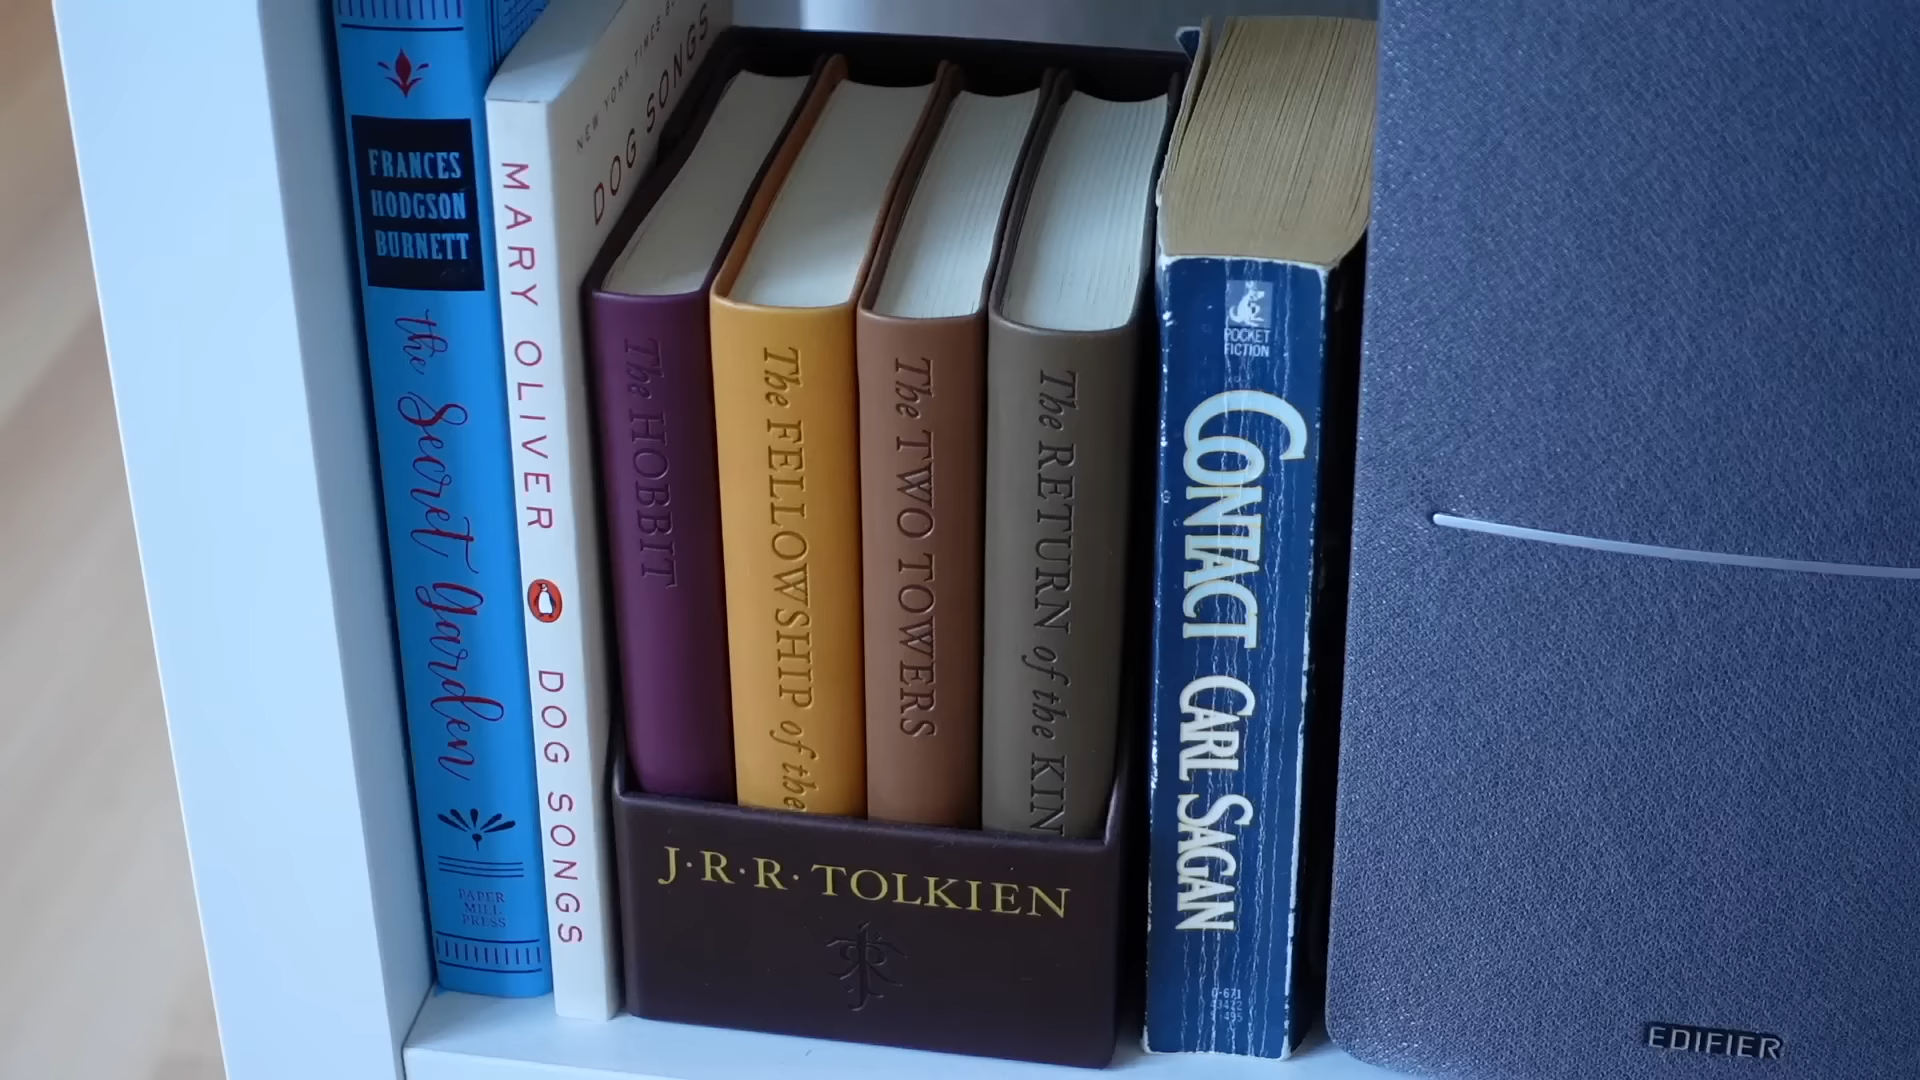 FRANCES
HODGSON
BURNETT
the Secret Garden
PAPER
MILL
PRESS
MARY OLIVER
DOG SONGS
NEW YORK TIMES
DOG SONGS
The HOBBIT
The FELLOWSHIP of the
The TWO TOWERS
The RETURN of the KIN
J·R·R·TOLKIEN
POCKET
FICTION
CONTACT CARL SAGAN
0-671
EDIFIER